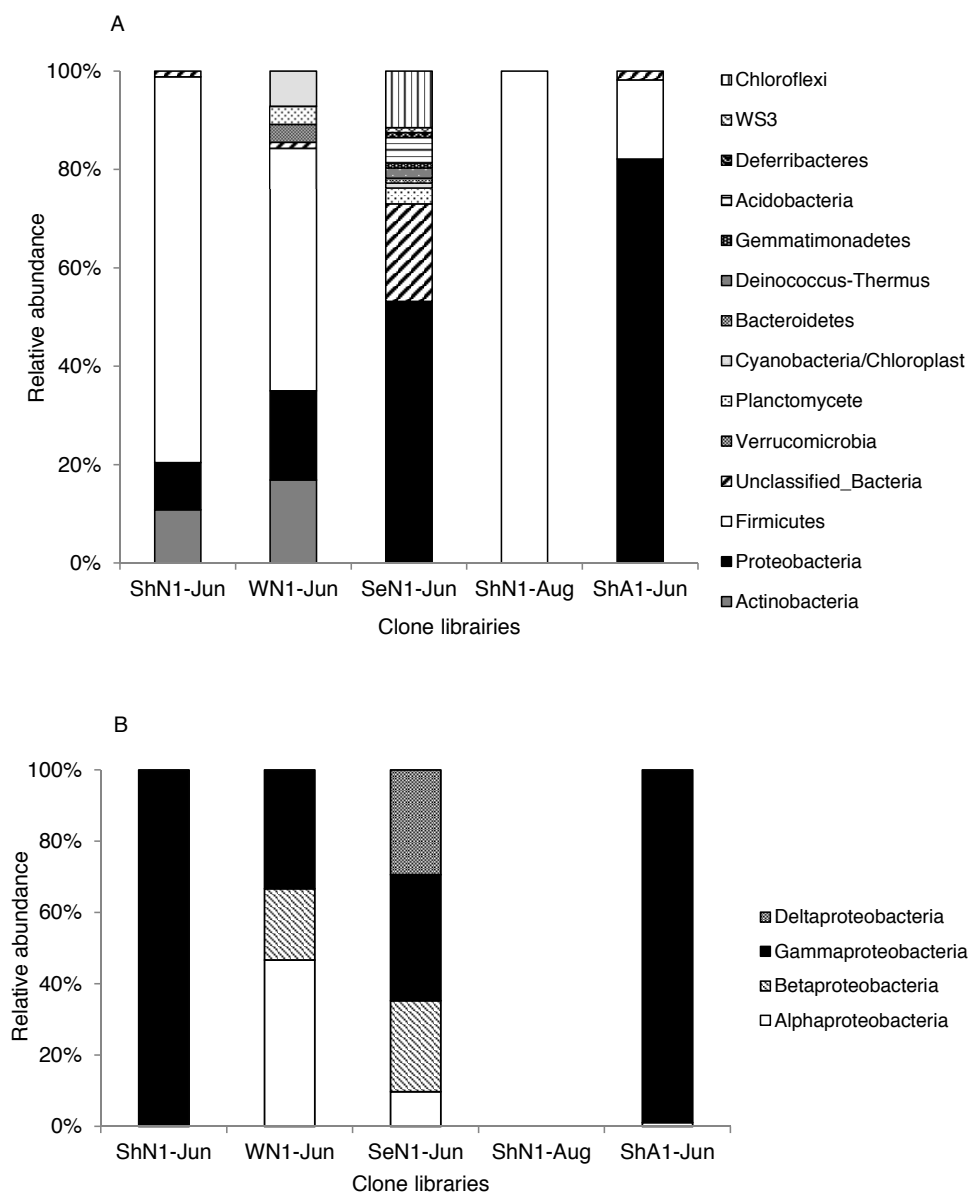 A
100%
80%
60%
40%
20%
0%
Relative abundance
ShN1-Jun WN1-Jun SeN1-Jun ShN1-Aug ShA1-Jun
Clone librairies
Chloroflexi
WS3
Deferribacteres
Acidobacteria
Gemmatimonadetes
Deinococcus-Thermus
Bacteroidetes
Cyanobacteria/Chloroplast
Planctomycete
Verrucomicrobia
Unclassified_Bacteria
Firmicutes
Proteobacteria
Actinobacteria
B
100%
80%
60%
40%
20%
0%
Relative abundance
ShN1-Jun WN1-Jun SeN1-Jun ShN1-Aug ShA1-Jun
Clone libraries
Deltaproteobacteria
Gammaproteobacteria
Betaproteobacteria
Alphaproteobacteria